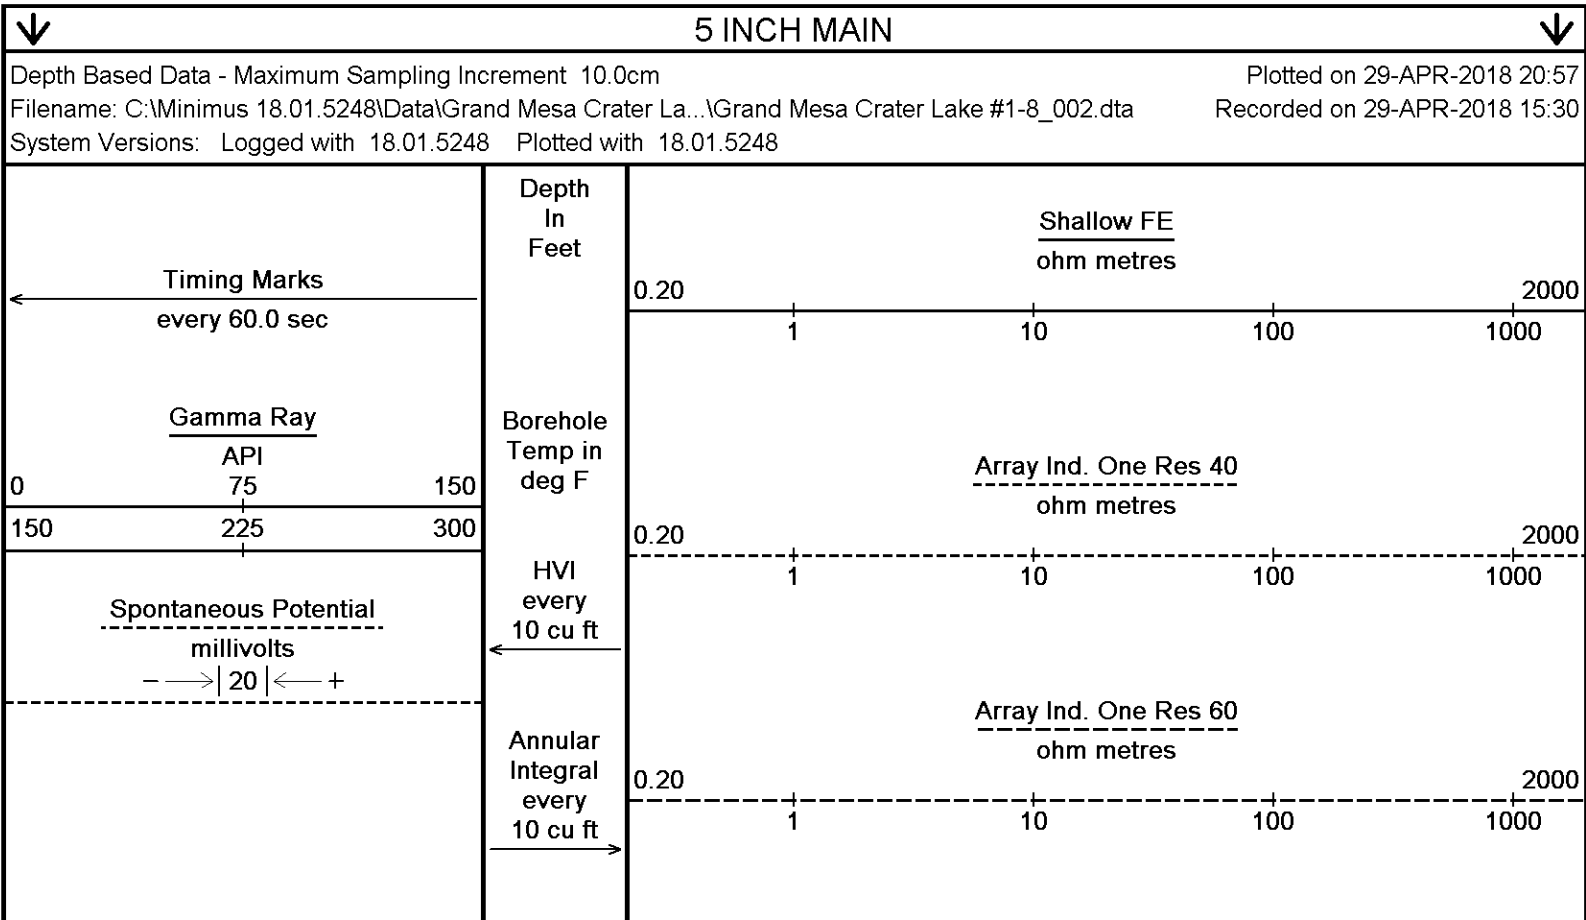 5 INCH MAIN
Depth Based Data - Maximum Sampling Increment 10.0cm
Plotted on 29-APR-2018 20:57
Filename: C:\Minimus 18.01.5248\Data\Grand Mesa Crater La...\Grand Mesa Crater Lake #1-8_002.dta
Recorded on 29-APR-2018 15:30
System Versions: Logged with 18.01.5248 Plotted with 18.01.5248
Timing Marks
every 60.0 sec
Gamma Ray
API
0 75 150
150 225 300
Spontaneous Potential
millivolts
− 20 +
Depth
In
Feet
Borehole
Temp in
deg F
HVI
every
10 cu ft
Annular
Integral
every
10 cu ft
Shallow FE
ohm metres
0.20 2000
1 10 100 1000
Array Ind. One Res 40
ohm metres
0.20 2000
1 10 100 1000
Array Ind. One Res 60
ohm metres
0.20 2000
1 10 100 1000